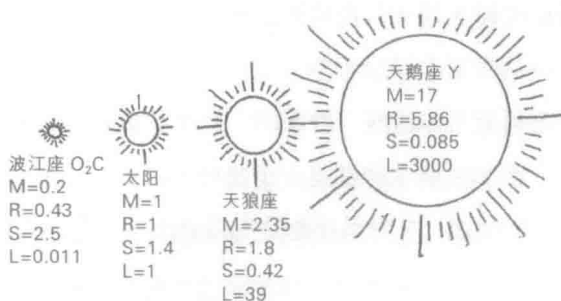 波江座 O₂C
M=0.2
R=0.43
S=2.5
L=0.011
太阳
M=1
R=1
S=1.4
L=1
天狼座
M=2.35
R=1.8
S=0.42
L=39
天鹅座 Y
M=17
R=5.86
S=0.085
L=3000